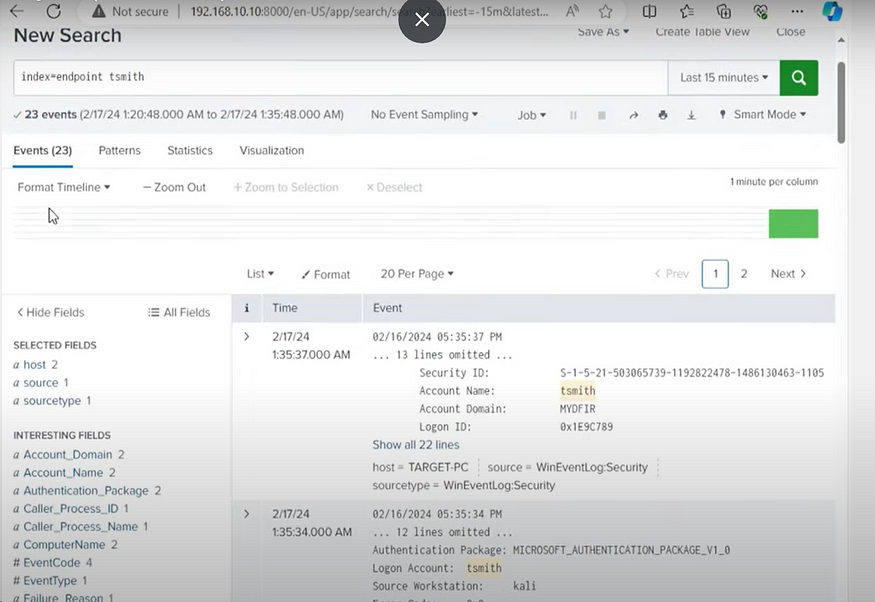 Not secure 192.168.10.10:8000/en-US/app/search/
New Search
Save As Create Table View Close
index=endpoint tsmith
Last 15 minutes
23 events (2/17/24 1:20:48.000 AM to 2/17/24 1:35:48.000 AM)
No Event Sampling
Job
Smart Mode
Events (23) Patterns Statistics Visualization
Format Timeline – Zoom Out + Zoom to Selection × Deselect
1 minute per column
List Format 20 Per Page
< Prev 1 2 Next >
< Hide Fields All Fields
i Time Event
SELECTED FIELDS
a host 2
a source 1
a sourcetype 1
INTERESTING FIELDS
a Account_Domain 2
a Account_Name 2
a Authentication_Package 2
a Caller_Process_ID 1
a Caller_Process_Name 1
a ComputerName 2
# EventCode 4
# EventType 1
a Failure_Reason 1
2/17/24
1:35:37.000 AM
02/16/2024 05:35:37 PM
... 13 lines omitted ...
Security ID: S-1-5-21-503065739-1192822478-1486130463-1105
Account Name: tsmith
Account Domain: MYDFIR
Logon ID: 0x1E9C789
Show all 22 lines
host = TARGET-PC source = WinEventLog:Security
sourcetype = WinEventLog:Security
2/17/24
1:35:34.000 AM
02/16/2024 05:35:34 PM
... 12 lines omitted ...
Authentication Package: MICROSOFT_AUTHENTICATION_PACKAGE_V1_0
Logon Account: tsmith
Source Workstation: kali